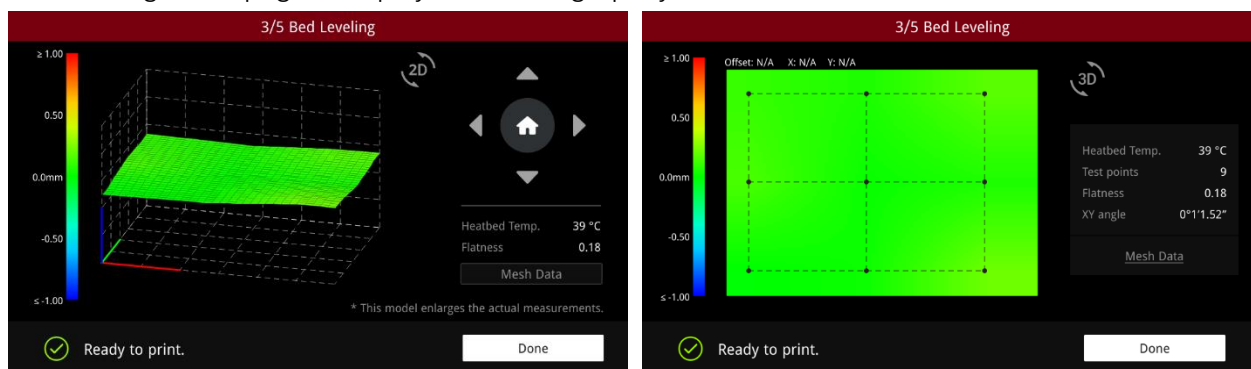 3/5 Bed Leveling
≥ 1.00
2D
0.50
0.0mm
-0.50
≤ -1.00
Heatbed Temp. 39 °C
Flatness 0.18
Mesh Data
* This model enlarges the actual measurements.
Ready to print.
Done
3/5 Bed Leveling
≥ 1.00
Offset: N/A X: N/A Y: N/A
3D
0.50
0.0mm
-0.50
≤ -1.00
Heatbed Temp. 39 °C
Test points 9
Flatness 0.18
XY angle 0°1'1.52"
Mesh Data
Ready to print.
Done